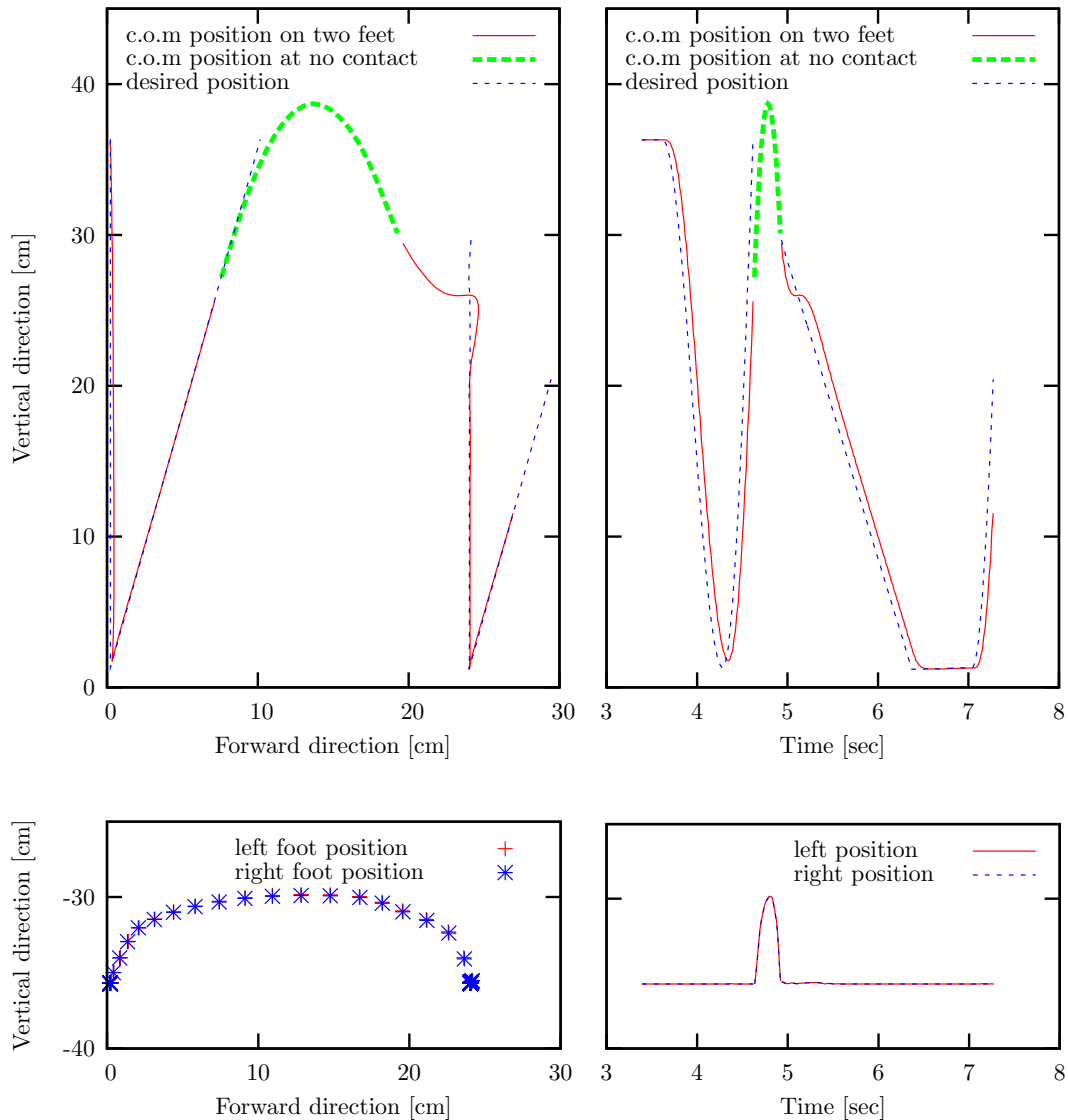 c.o.m position on two feet
c.o.m position at no contact
desired position
40
30
20
10
0
Vertical direction [cm]
0 10 20 30
Forward direction [cm]
c.o.m position on two feet
c.o.m position at no contact
desired position
3 4 5 6 7 8
Time [sec]
left foot position
right foot position
-30
-40
Vertical direction [cm]
0 10 20 30
Forward direction [cm]
left position
right position
3 4 5 6 7 8
Time [sec]